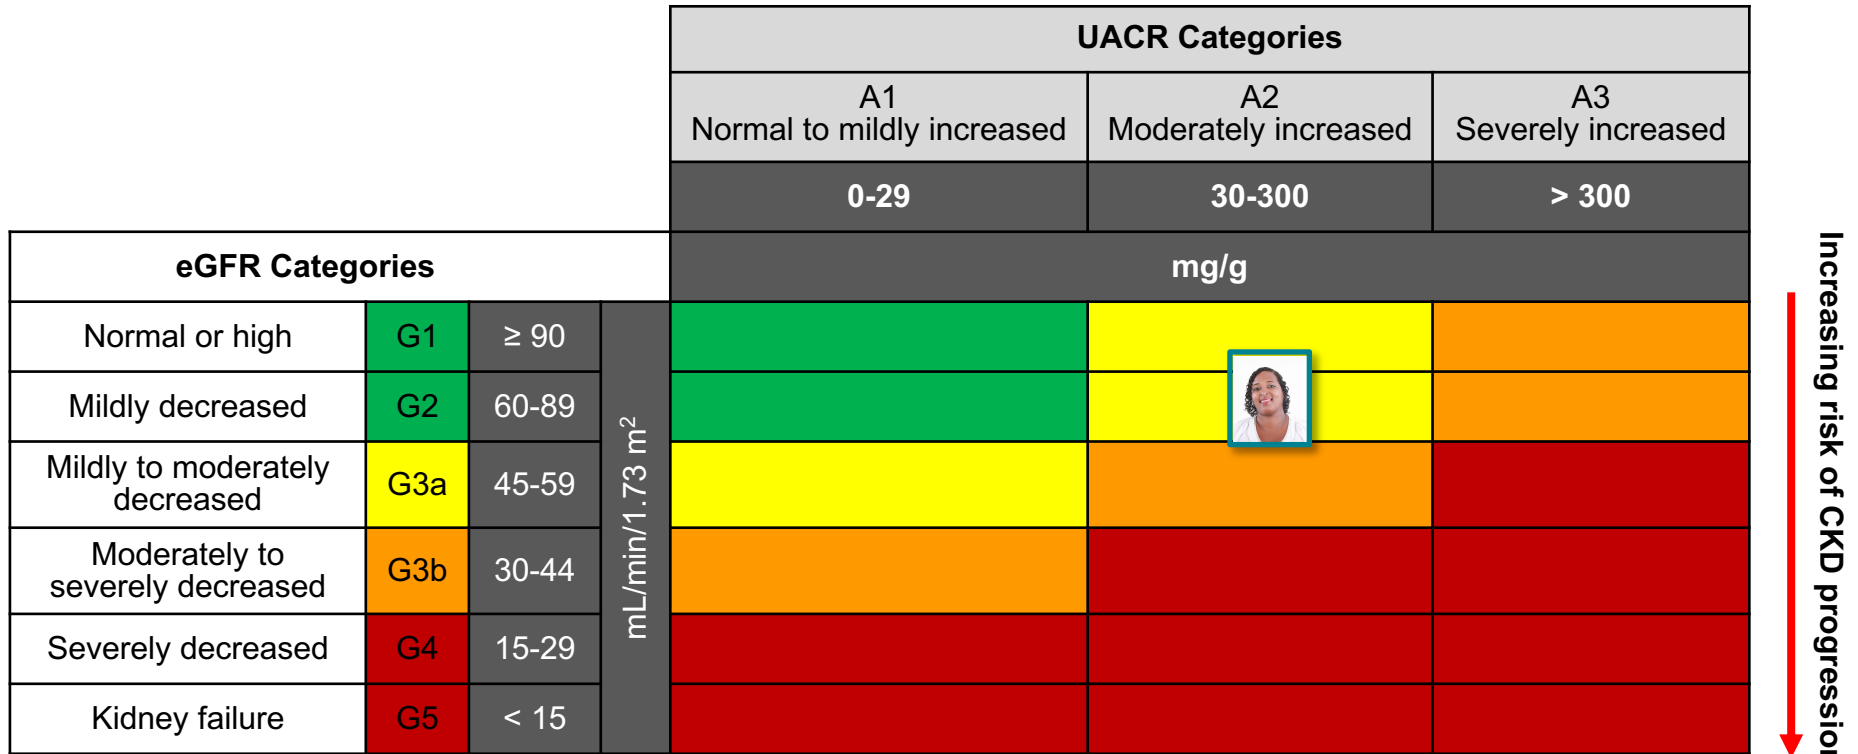 UACR Categories
A1
Normal to mildly increased
A2
Moderately increased
A3
Severely increased
0-29
30-300
> 300
eGFR Categories
mg/g
Normal or high
G1
≥ 90
Mildly decreased
G2
60-89
Mildly to moderately
decreased
G3a
45-59
Moderately to
severely decreased
G3b
30-44
Severely decreased
G4
15-29
Kidney failure
G5
< 15
mL/min/1.73 m²
Increasing risk of CKD progression